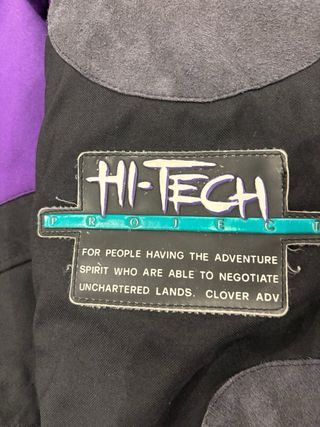 HI-TECH
PROJECT
FOR PEOPLE HAVING THE ADVENTURE
SPIRIT WHO ARE ABLE TO NEGOTIATE
UNCHARTERED LANDS. CLOVER ADV